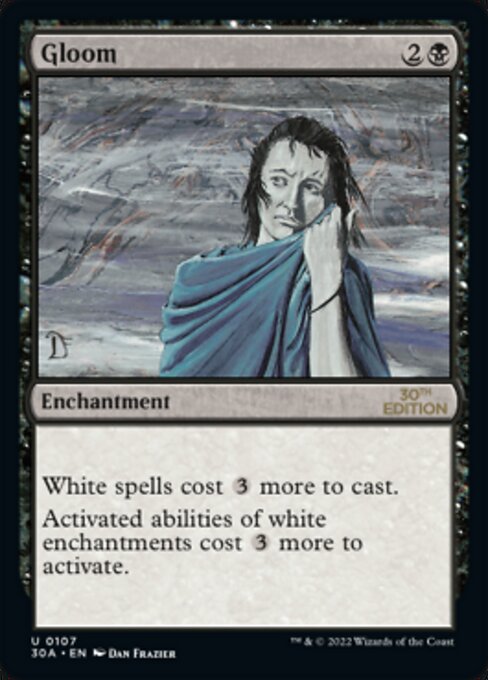 Gloom 2
D
Enchantment
30TH
EDITION
White spells cost 3 more to cast.
Activated abilities of white
enchantments cost 3 more to
activate.
U 0107
30A • EN Dan Frazier
™ & © 2022 Wizards of the Coast